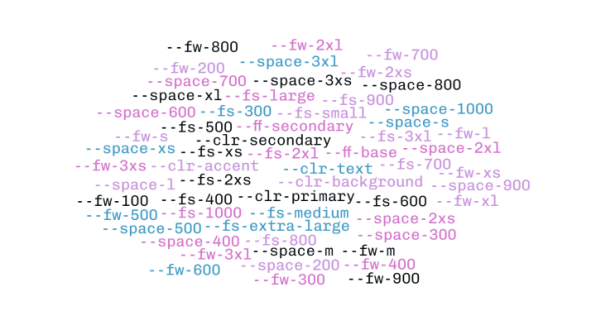 --fw-800 --fw-2xl
--space-3xl --fw-700
--fw-200 --fw-2xs
--space-700 --space-3xs --space-800
--space-xl --fs-large --fs-900
--space-600 --fs-300 --fs-small --space-1000
--fs-500 --ff-secondary --space-s
--fw-s --clr-secondary --fs-3xl --fw-l
--space-xs --fs-xs --fs-2xl --ff-base --space-2xl
--fw-3xs --clr-accent --clr-text --fs-700 --fw-xs
--space-l --fs-2xs --clr-background --space-900
--fw-100 --fs-400 --clr-primary --fs-600 --fw-xl
--fw-500 --fs-1000 --fs-medium --space-2xs
--space-500 --fs-extra-large --space-300
--space-400 --fs-800
--fw-3xl --space-m --fw-m
--fw-600 --space-200 --fw-400
--fw-300 --fw-900